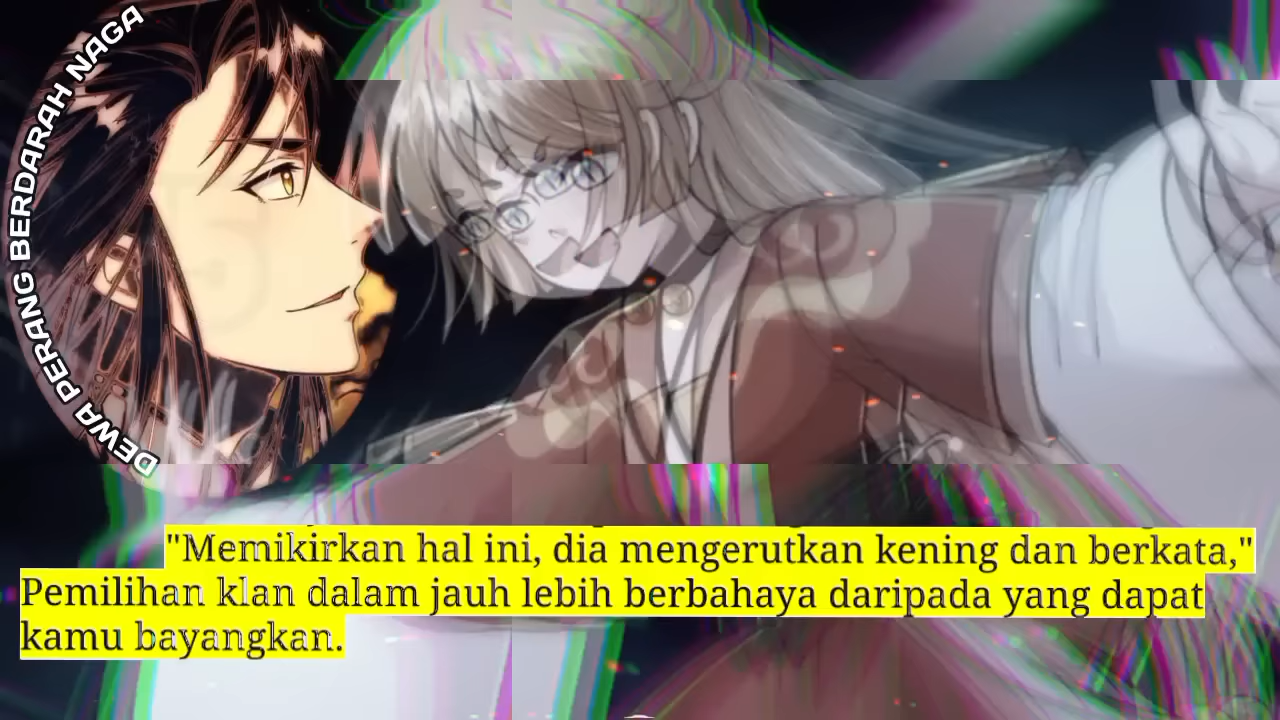 DEWA PERANG BERDARAH NAGA
"Memikirkan hal ini, dia mengerutkan kening dan berkata,"
Pemilihan klan dalam jauh lebih berbahaya daripada yang dapat
kamu bayangkan.